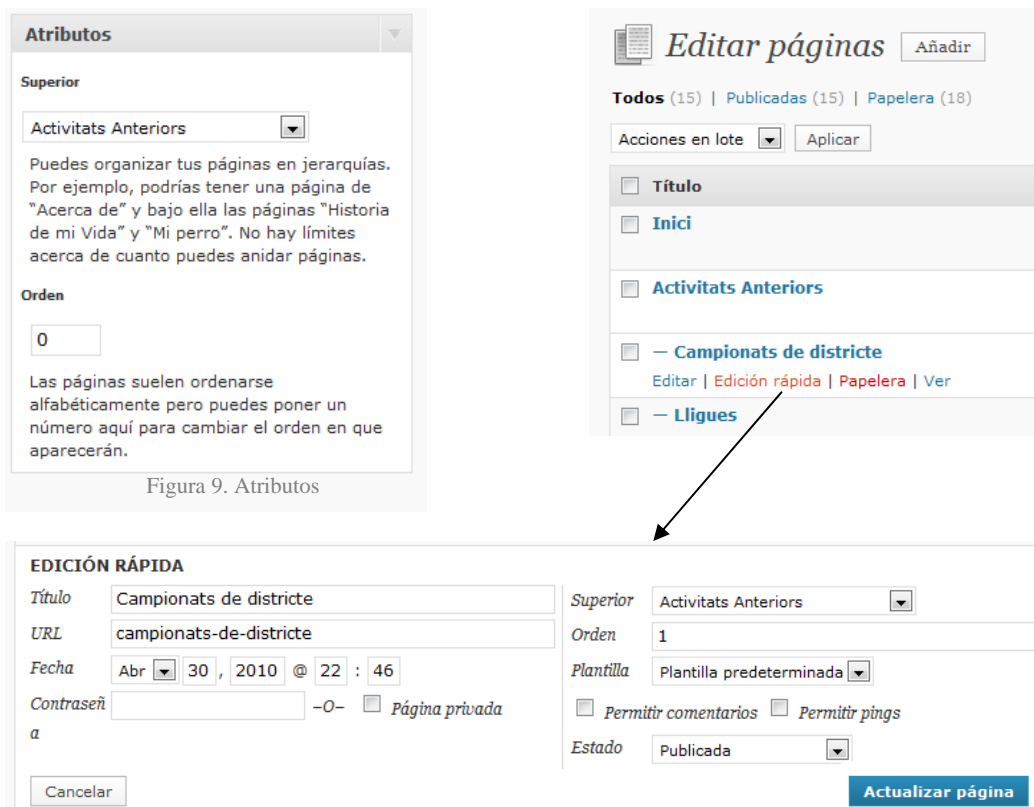 Atributos
Superior
Activitats Anteriors
Puedes organizar tus páginas en jerarquías.
Por ejemplo, podrías tener una página de
“Acerca de” y bajo ella las páginas “Historia
de mi Vida” y “Mi perro”. No hay límites
acerca de cuanto puedes anidar páginas.
Orden
0
Las páginas suelen ordenarse
alfabéticamente pero puedes poner un
número aquí para cambiar el orden en que
aparecerán.
Figura 9. Atributos
Editar páginas Añadir
Todos (15) | Publicadas (15) | Papelera (18)
Acciones en lote Aplicar
Título
Inici
Activitats Anteriors
— Campionats de districte
Editar | Edición rápida | Papelera | Ver
— Lligues
EDICIÓN RÁPIDA
Título Campionats de districte
URL campionats-de-districte
Fecha Abr 30 , 2010 @ 22 : 46
Contraseñ –O– Página privada
a
Cancelar
Superior Activitats Anteriors
Orden 1
Plantilla Plantilla predeterminada
Permitir comentarios Permitir pings
Estado Publicada
Actualizar página